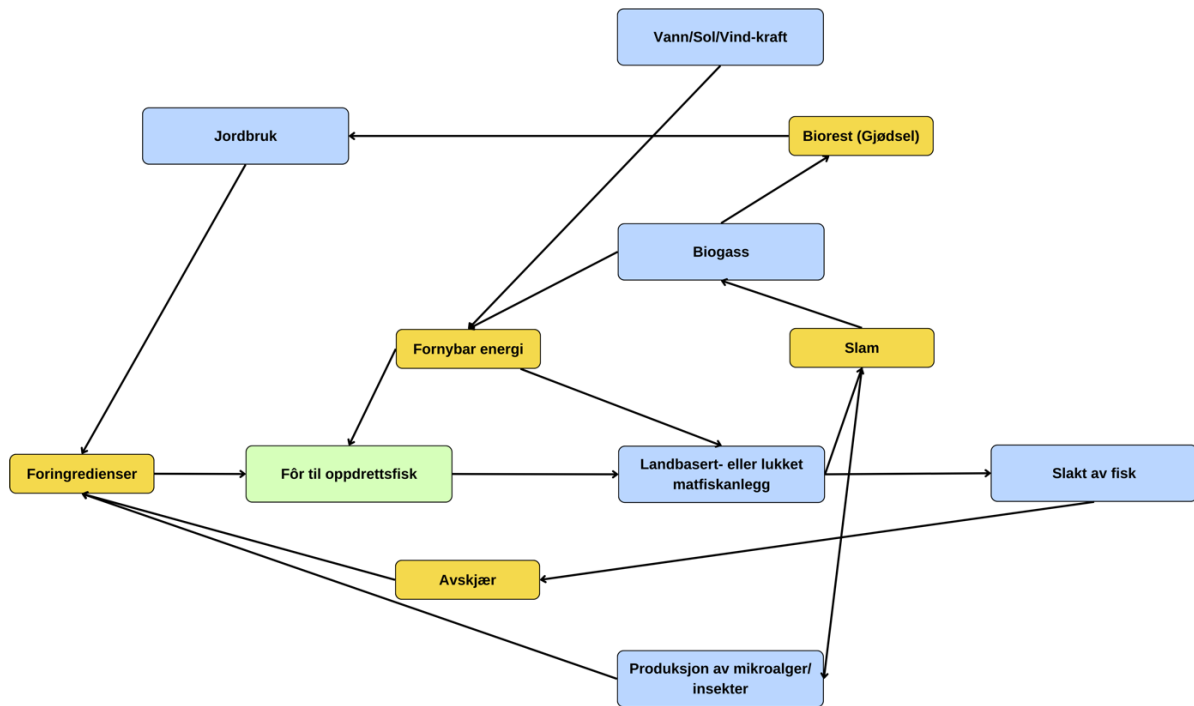 Vann/Sol/Vind-kraft
Jordbruk
Biorest (Gjødsel)
Biogass
Fornybar energi
Slam
Foringredienser
Fôr til oppdrettsfisk
Landbasert- eller lukket
matfiskanlegg
Slakt av fisk
Avskjær
Produksjon av mikroalger/
insekter